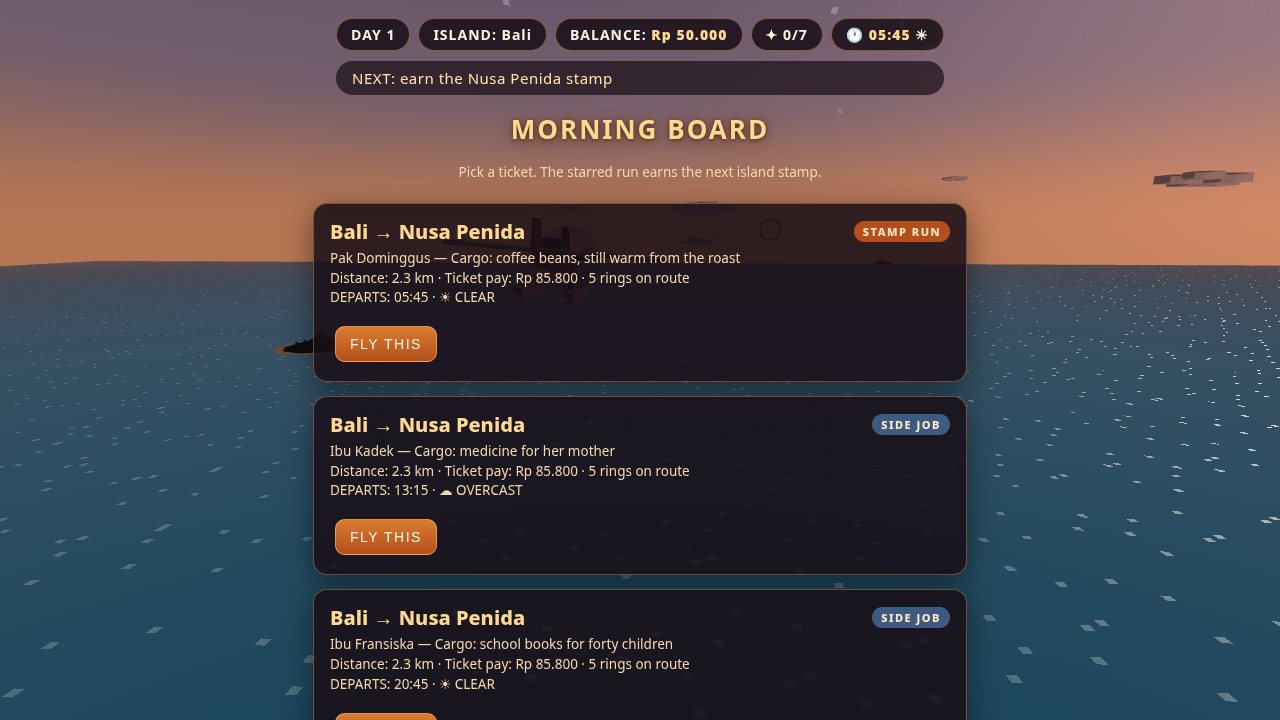 DAY 1
ISLAND: Bali
BALANCE: Rp 50.000
✦ 0/7
🕐 05:45 ☀
NEXT: earn the Nusa Penida stamp
MORNING BOARD
Pick a ticket. The starred run earns the next island stamp.
Bali → Nusa Penida
STAMP RUN
Pak Dominggus — Cargo: coffee beans, still warm from the roast
Distance: 2.3 km · Ticket pay: Rp 85.800 · 5 rings on route
DEPARTS: 05:45 · ☀ CLEAR
FLY THIS
Bali → Nusa Penida
SIDE JOB
Ibu Kadek — Cargo: medicine for her mother
Distance: 2.3 km · Ticket pay: Rp 85.800 · 5 rings on route
DEPARTS: 13:15 · ☁ OVERCAST
FLY THIS
Bali → Nusa Penida
SIDE JOB
Ibu Fransiska — Cargo: school books for forty children
Distance: 2.3 km · Ticket pay: Rp 85.800 · 5 rings on route
DEPARTS: 20:45 · ☀ CLEAR